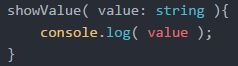 showValue( value: string ){
    console.log( value );
}